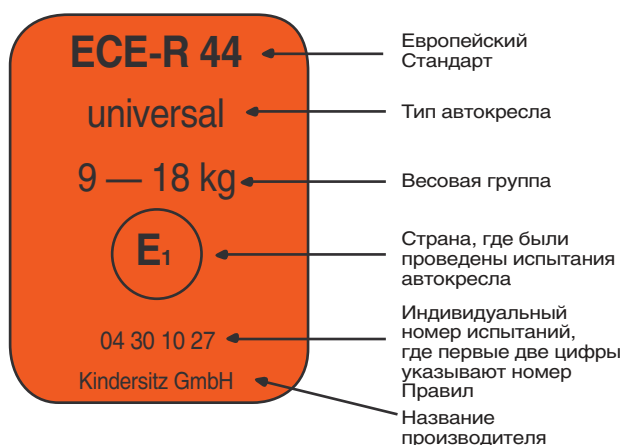 ECE-R 44
Европейский
Стандарт
universal
Тип автокресла
9 — 18 kg
Весовая группа
E1
Страна, где были
проведены испытания
автокресла
04 30 10 27
Индивидуальный
номер испытаний,
где первые две цифры
указывают номер
Правил
Kindersitz GmbH
Название
производителя